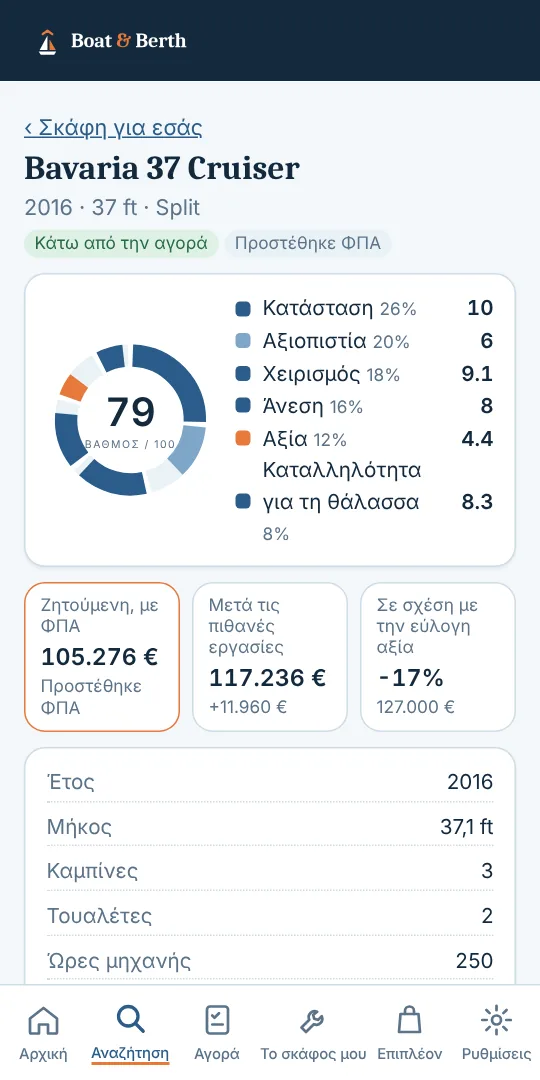 Boat & Berth
‹ Σκάφη για εσάς
Bavaria 37 Cruiser
2016 · 37 ft · Split
Κάτω από την αγορά Προστέθηκε ΦΠΑ
79
ΒΑΘΜΟΣ / 100
Κατάσταση 26% 10
Αξιοπιστία 20% 6
Χειρισμός 18% 9.1
Άνεση 16% 8
Αξία 12% 4.4
Καταλληλότητα
για τη θάλασσα 8.3
8%
Ζητούμενη, με
ΦΠΑ
105.276 €
Προστέθηκε
ΦΠΑ
Μετά τις
πιθανές
εργασίες
117.236 €
+11.960 €
Σε σχέση με
την εύλογη
αξία
-17%
127.000 €
Έτος 2016
Μήκος 37,1 ft
Καμπίνες 3
Τουαλέτες 2
Ώρες μηχανής 250
Αρχική Αναζήτηση Αγορά Το σκάφος μου Επιπλέον Ρυθμίσεις